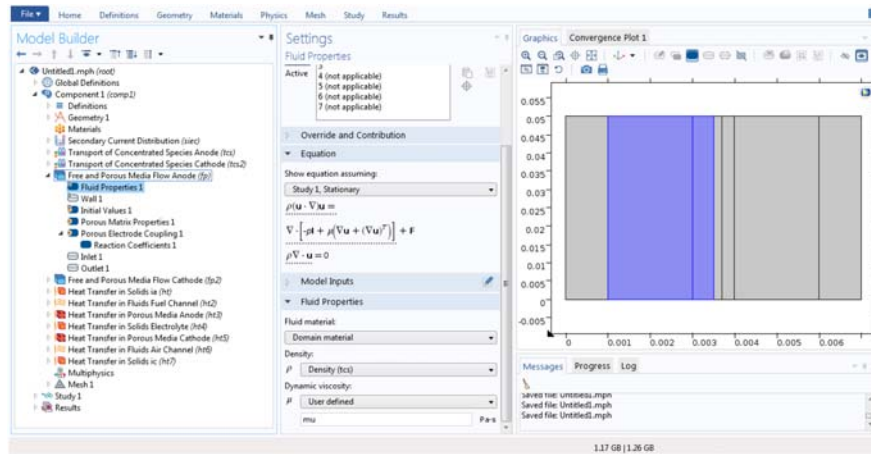 File Home Definitions Geometry Materials Physics Mesh Study Results
Model Builder
Untitled1.mph (root)
Global Definitions
Component 1 (comp1)
Definitions
Geometry 1
Materials
Secondary Current Distribution (siec)
Transport of Concentrated Species Anode (tcs)
Transport of Concentrated Species Cathode (tcs2)
Free and Porous Media Flow Anode (fp)
Fluid Properties 1
Wall 1
Initial Values 1
Porous Matrix Properties 1
Porous Electrode Coupling 1
Reaction Coefficients 1
Inlet 1
Outlet 1
Free and Porous Media Flow Cathode (fp2)
Heat Transfer in Solids ia (ht)
Heat Transfer in Fluids Fuel Channel (ht2)
Heat Transfer in Porous Media Anode (ht3)
Heat Transfer in Solids Electrolyte (ht4)
Heat Transfer in Porous Media Cathode (ht5)
Heat Transfer in Fluids Air Channel (ht6)
Heat Transfer in Solids ic (ht7)
Multiphysics
Mesh 1
Study 1
Results
Settings
Fluid Properties
Active
4 (not applicable)
5 (not applicable)
6 (not applicable)
7 (not applicable)
Override and Contribution
Equation
Show equation assuming:
Study 1, Stationary
ρ(u · ∇)u =
∇ · [-pI + μ(∇u + (∇u)ᵀ)] + F
ρ∇ · u = 0
Model Inputs
Fluid Properties
Fluid material:
Domain material
Density:
ρ Density (tcs)
Dynamic viscosity:
μ User defined
mu Pa·s
Graphics Convergence Plot 1
0.055
0.05
0.045
0.04
0.035
0.03
0.025
0.02
0.015
0.01
0.005
0
-0.005
0 0.001 0.002 0.003 0.004 0.005 0.006
Messages Progress Log
Saved file: Untitled1.mph
Saved file: Untitled1.mph
Saved file: Untitled1.mph
1.17 GB | 1.26 GB